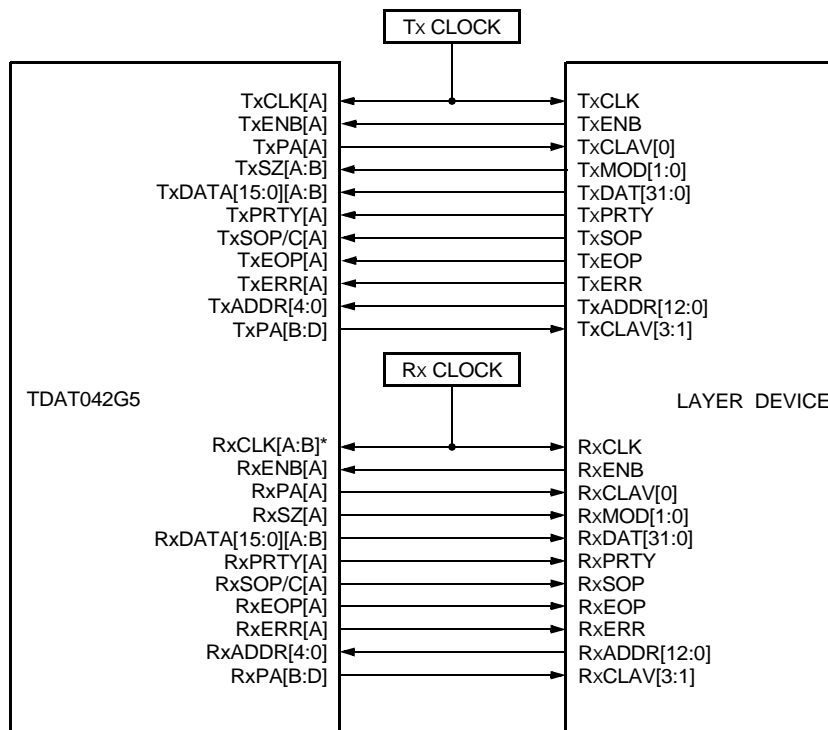 Tx CLOCK
TxCLK[A] TxCLK
TxENB[A] TxENB
TxPA[A] TxCLAV[0]
TxSZ[A:B] TxMOD[1:0]
TxDATA[15:0][A:B] TxDAT[31:0]
TxPRTY[A] TxPRTY
TxSOP/C[A] TxSOP
TxEOP[A] TxEOP
TxERR[A] TxERR
TxADDR[4:0] TxADDR[12:0]
TxPA[B:D] TxCLAV[3:1]
Rx CLOCK
TDAT042G5 LAYER DEVICE
RxCLK[A:B]* RxCLK
RxENB[A] RxENB
RxPA[A] RxCLAV[0]
RxSZ[A] RxMOD[1:0]
RxDATA[15:0][A:B] RxDAT[31:0]
RxPRTY[A] RxPRTY
RxSOP/C[A] RxSOP
RxEOP[A] RxEOP
RxERR[A] RxERR
RxADDR[4:0] RxADDR[12:0]
RxPA[B:D] RxCLAV[3:1]